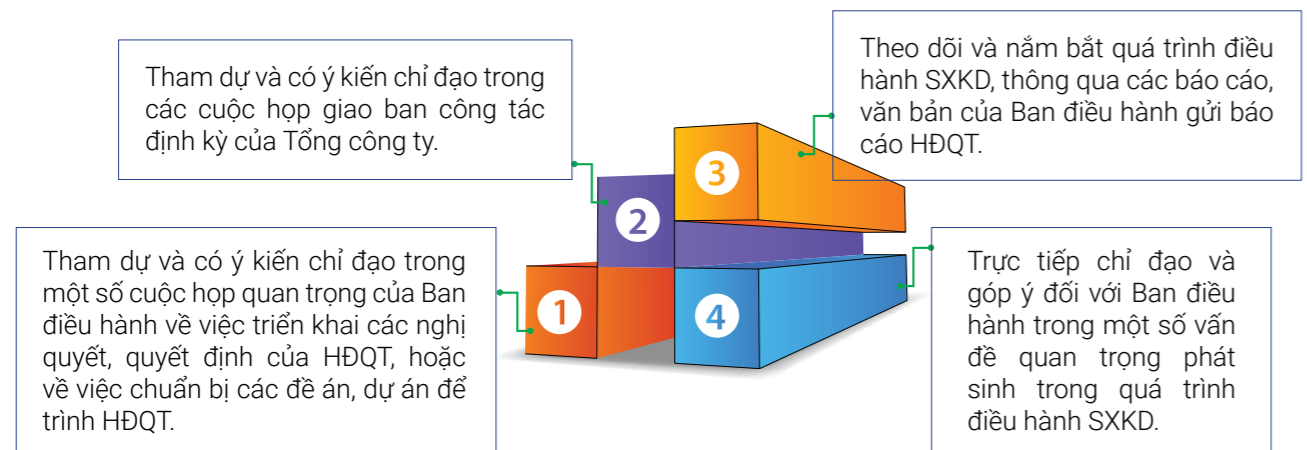 Tham dự và có ý kiến chỉ đạo trong
các cuộc họp giao ban công tác
định kỳ của Tổng công ty.
Theo dõi và nắm bắt quá trình điều
hành SXKD, thông qua các báo cáo,
văn bản của Ban điều hành gửi báo
cáo HĐQT.
3
2
Tham dự và có ý kiến chỉ đạo trong
một số cuộc họp quan trọng của Ban
điều hành về việc triển khai các nghị
quyết, quyết định của HĐQT, hoặc
về việc chuẩn bị các đề án, dự án để
trình HĐQT.
1
4
Trực tiếp chỉ đạo và
góp ý đối với Ban điều
hành trong một số vấn
đề quan trọng phát
sinh trong quá trình
điều hành SXKD.